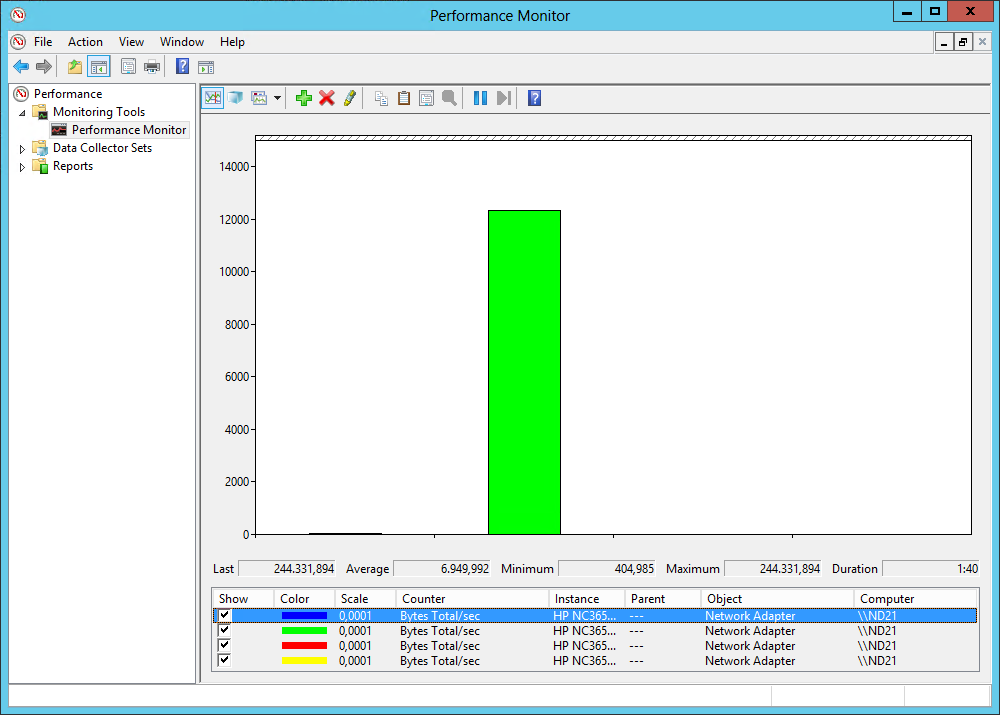 Performance Monitor
File Action View Window Help
Performance
Monitoring Tools
Performance Monitor
Data Collector Sets
Reports
14000
12000
10000
8000
6000
4000
2000
0
Last 244.331,894 Average 6.949,992 Minimum 404,985 Maximum 244.331,894 Duration 1:40
Show Color Scale Counter Instance Parent Object Computer
0,0001 Bytes Total/sec HP NC365... --- Network Adapter \\ND21
0,0001 Bytes Total/sec HP NC365... --- Network Adapter \\ND21
0,0001 Bytes Total/sec HP NC365... --- Network Adapter \\ND21
0,0001 Bytes Total/sec HP NC365... --- Network Adapter \\ND21